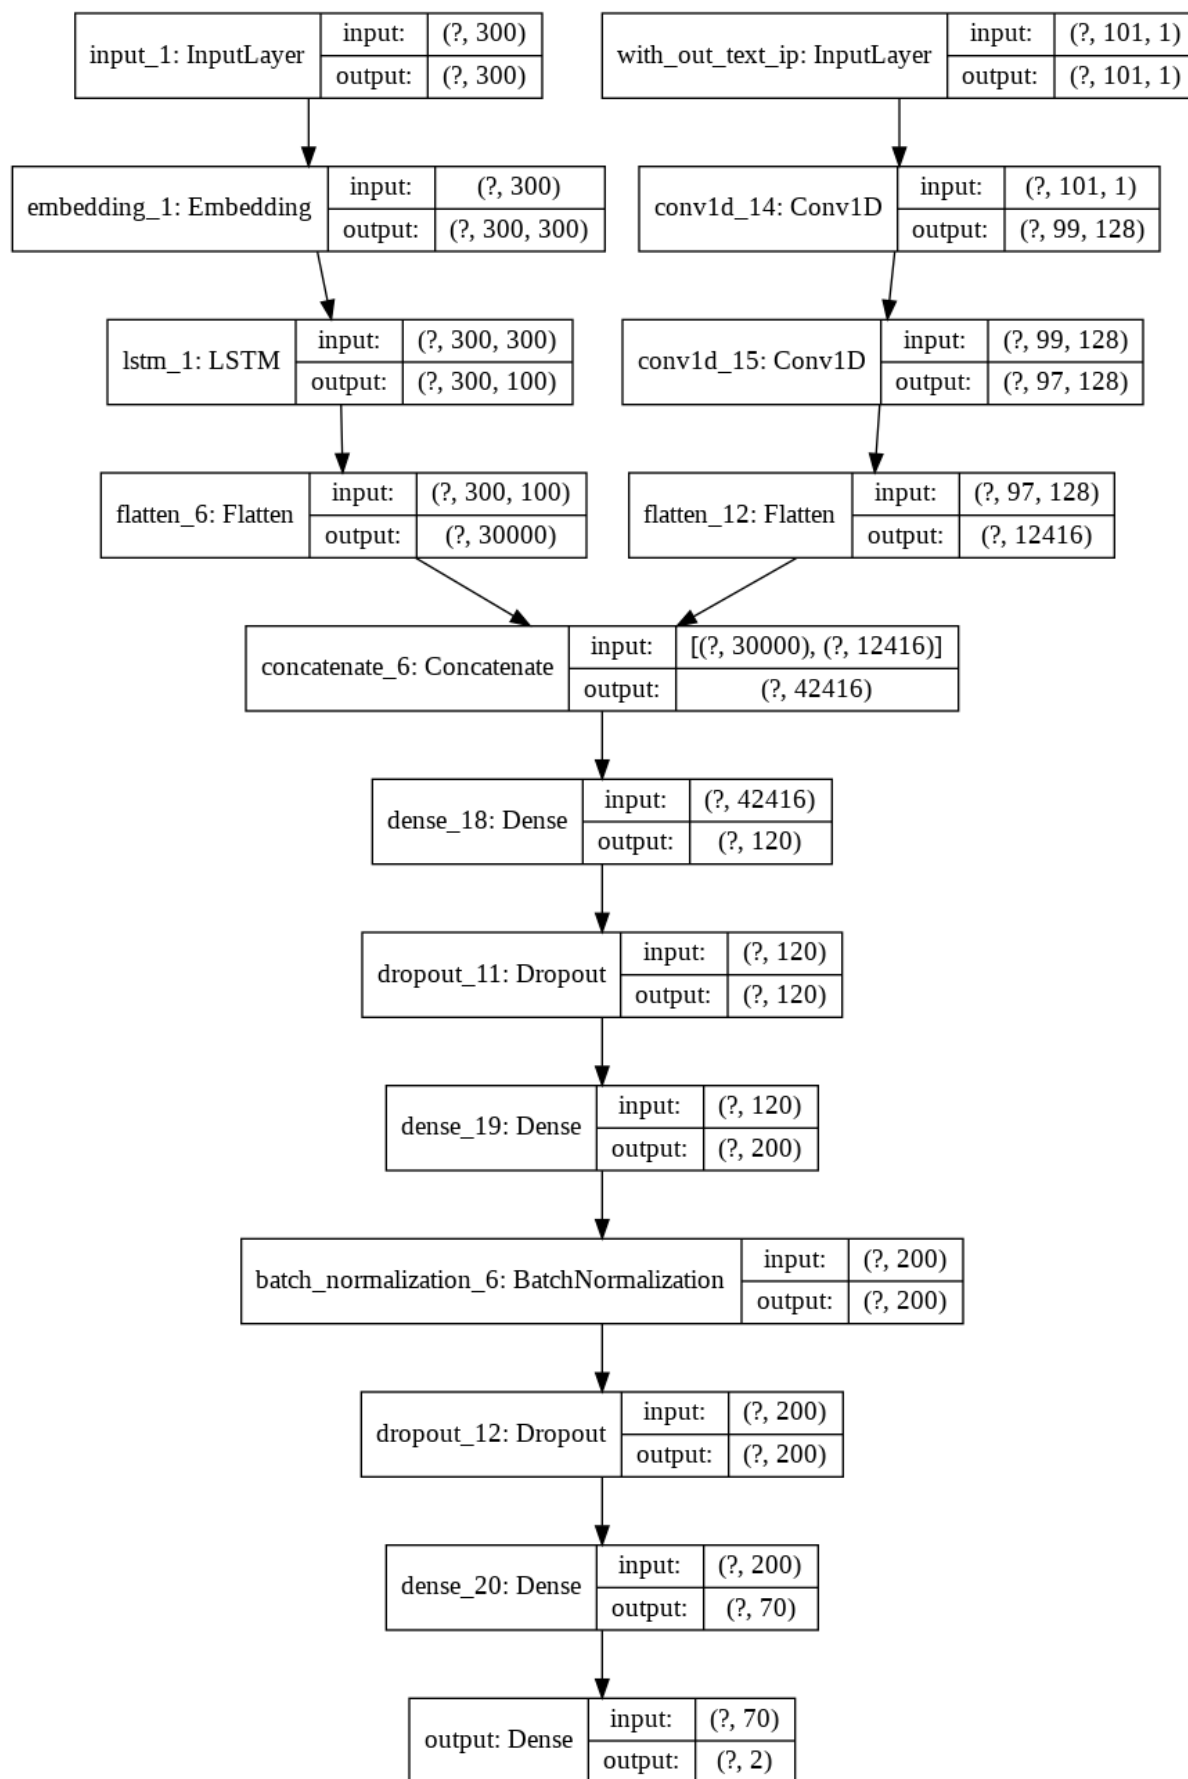 input_1: InputLayer
input: (?, 300)
output: (?, 300)
with_out_text_ip: InputLayer
input: (?, 101, 1)
output: (?, 101, 1)
embedding_1: Embedding
input: (?, 300)
output: (?, 300, 300)
conv1d_14: Conv1D
input: (?, 101, 1)
output: (?, 99, 128)
lstm_1: LSTM
input: (?, 300, 300)
output: (?, 300, 100)
conv1d_15: Conv1D
input: (?, 99, 128)
output: (?, 97, 128)
flatten_6: Flatten
input: (?, 300, 100)
output: (?, 30000)
flatten_12: Flatten
input: (?, 97, 128)
output: (?, 12416)
concatenate_6: Concatenate
input: [(?, 30000), (?, 12416)]
output: (?, 42416)
dense_18: Dense
input: (?, 42416)
output: (?, 120)
dropout_11: Dropout
input: (?, 120)
output: (?, 120)
dense_19: Dense
input: (?, 120)
output: (?, 200)
batch_normalization_6: BatchNormalization
input: (?, 200)
output: (?, 200)
dropout_12: Dropout
input: (?, 200)
output: (?, 200)
dense_20: Dense
input: (?, 200)
output: (?, 70)
output: Dense
input: (?, 70)
output: (?, 2)